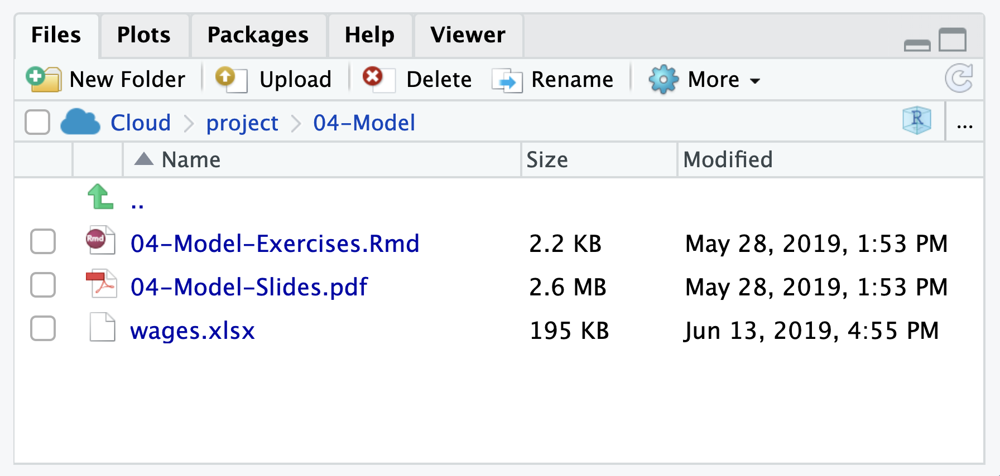 Files Plots Packages Help Viewer
New Folder Upload Delete Rename More
Cloud project 04-Model R ...
Name Size Modified
..
Rmd 04-Model-Exercises.Rmd 2.2 KB May 28, 2019, 1:53 PM
04-Model-Slides.pdf 2.6 MB May 28, 2019, 1:53 PM
wages.xlsx 195 KB Jun 13, 2019, 4:55 PM